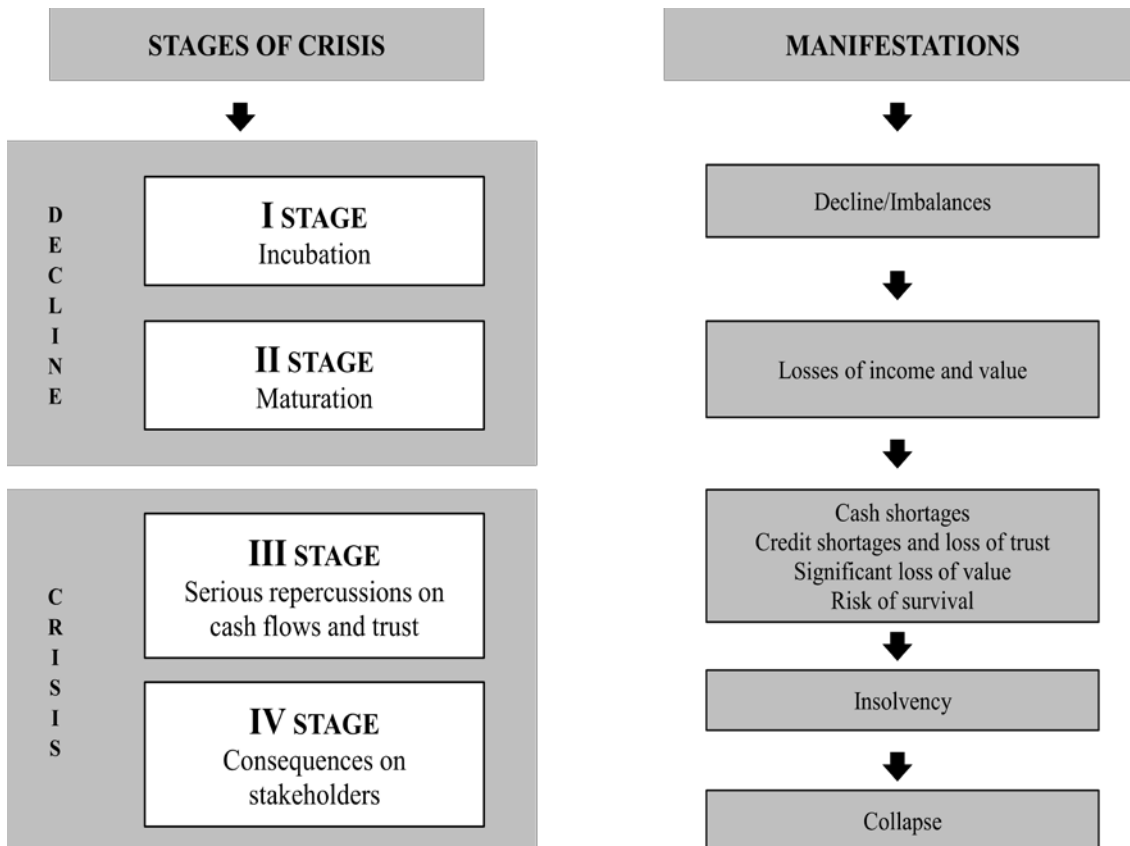 STAGES OF CRISIS
DECLINE
I STAGE
Incubation
II STAGE
Maturation
CRISIS
III STAGE
Serious repercussions on
cash flows and trust
IV STAGE
Consequences on
stakeholders
MANIFESTATIONS
Decline/Imbalances
Losses of income and value
Cash shortages
Credit shortages and loss of trust
Significant loss of value
Risk of survival
Insolvency
Collapse